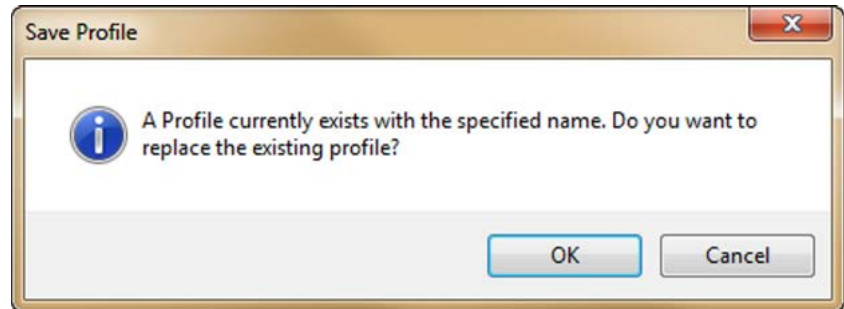 Save Profile
A Profile currently exists with the specified name. Do you want to
replace the existing profile?
OK
Cancel